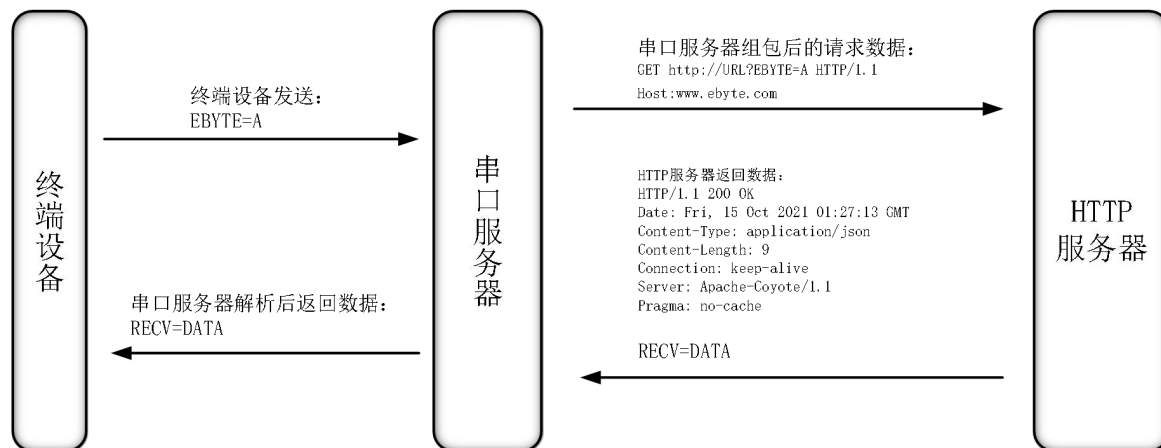 终端设备
终端设备发送：
EBYTE=A
串口服务器解析后返回数据：
RECV=DATA
串口服务器
串口服务器组包后的请求数据：
GET http://URL?EBYTE=A HTTP/1.1
Host:www.ebyte.com
HTTP服务器返回数据：
HTTP/1.1 200 OK
Date: Fri, 15 Oct 2021 01:27:13 GMT
Content-Type: application/json
Content-Length: 9
Connection: keep-alive
Server: Apache-Coyote/1.1
Pragma: no-cache
RECV=DATA
HTTP
服务器